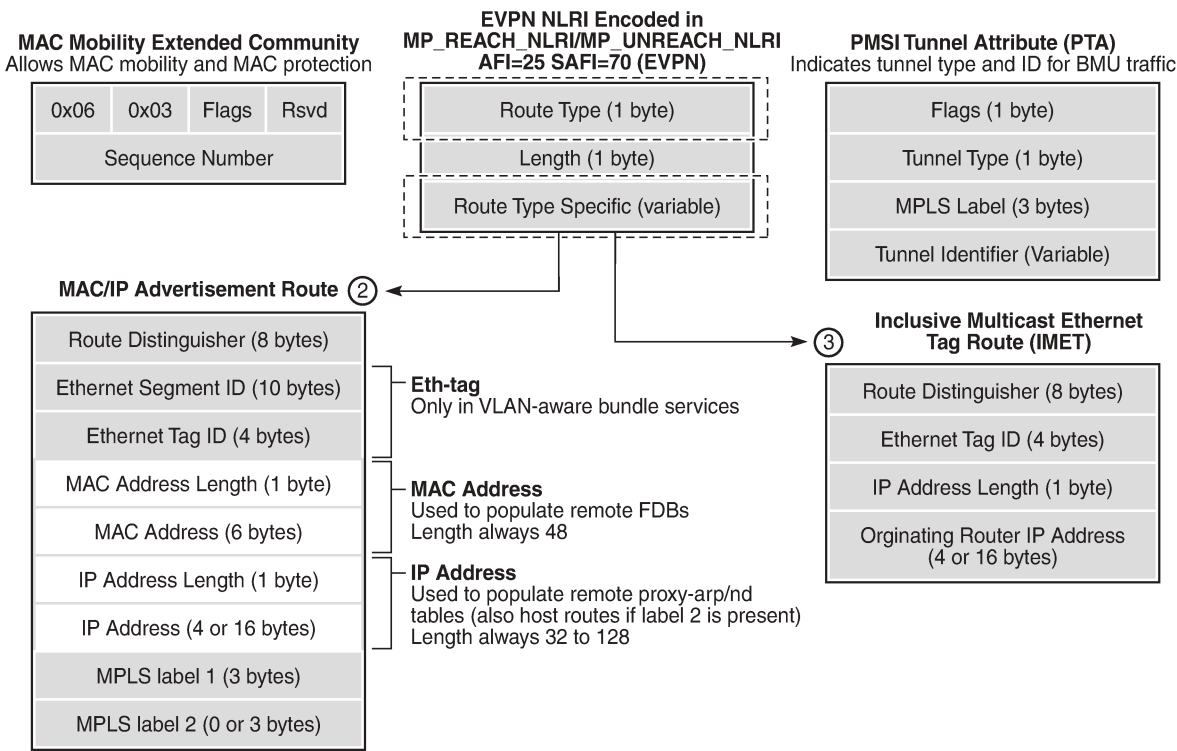 MAC Mobility Extended Community
Allows MAC mobility and MAC protection
0x06 0x03 Flags Rsvd
Sequence Number
EVPN NLRI Encoded in
MP_REACH_NLRI/MP_UNREACH_NLRI
AFI=25 SAFI=70 (EVPN)
Route Type (1 byte)
Length (1 byte)
Route Type Specific (variable)
PMSI Tunnel Attribute (PTA)
Indicates tunnel type and ID for BMU traffic
Flags (1 byte)
Tunnel Type (1 byte)
MPLS Label (3 bytes)
Tunnel Identifier (Variable)
MAC/IP Advertisement Route 2
Route Distinguisher (8 bytes)
Ethernet Segment ID (10 bytes)
Ethernet Tag ID (4 bytes)
MAC Address Length (1 byte)
MAC Address (6 bytes)
IP Address Length (1 byte)
IP Address (4 or 16 bytes)
MPLS label 1 (3 bytes)
MPLS label 2 (0 or 3 bytes)
Eth-tag
Only in VLAN-aware bundle services
MAC Address
Used to populate remote FDBs
Length always 48
IP Address
Used to populate remote proxy-arp/nd
tables (also host routes if label 2 is present)
Length always 32 to 128
3 Inclusive Multicast Ethernet
Tag Route (IMET)
Route Distinguisher (8 bytes)
Ethernet Tag ID (4 bytes)
IP Address Length (1 byte)
Orginating Router IP Address
(4 or 16 bytes)